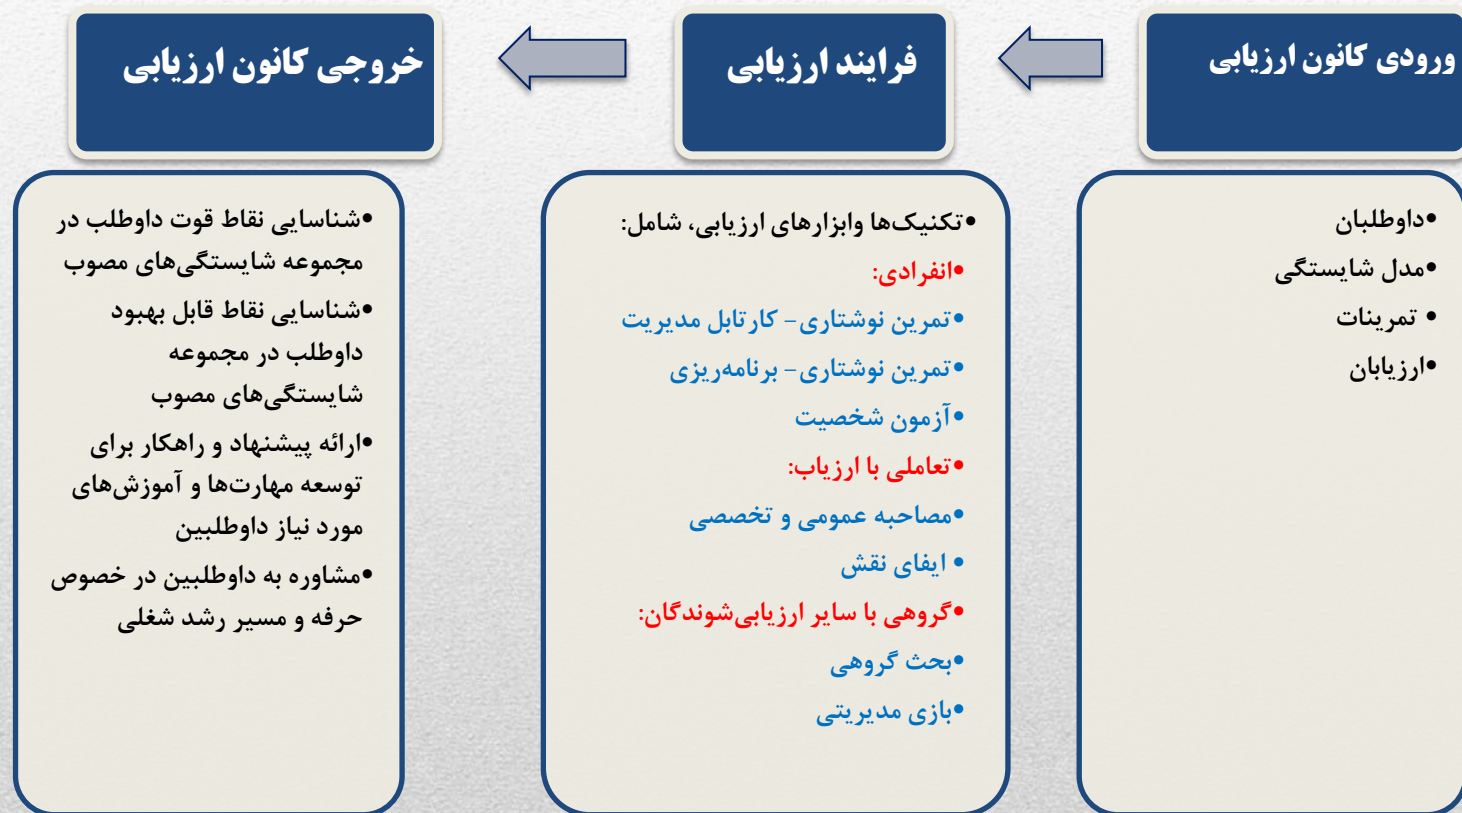 ورودی کانون ارزیابی
•داوطلبان
•مدل شایستگی
• تمرینات
•ارزیابان
فرایند ارزیابی
•تکنیک‌ها وابزارهای ارزیابی، شامل:
•انفرادی:
•تمرین نوشتاری- کارتابل مدیریت
•تمرین نوشتاری- برنامه‌ریزی
•آزمون شخصیت
•تعاملی با ارزیاب:
•مصاحبه عمومی و تخصصی
• ایفای نقش
•گروهی با سایر ارزیابی‌شوندگان:
•بحث گروهی
•بازی مدیریتی
خروجی کانون ارزیابی
•شناسایی نقاط قوت داوطلب در
مجموعه شایستگی‌های مصوب
•شناسایی نقاط قابل بهبود
داوطلب در مجموعه
شایستگی‌های مصوب
•ارائه پیشنهاد و راهکار برای
توسعه مهارت‌ها و آموزش‌های
مورد نیاز داوطلبین
•مشاوره به داوطلبین در خصوص
حرفه و مسیر رشد شغلی